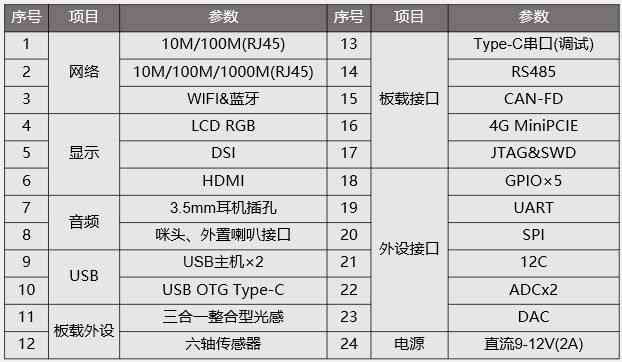 序号 项目 参数 序号 项目 参数
1 网络 10M/100M(RJ45) 13 板载接口 Type-C串口(调试)
2 10M/100M/1000M(RJ45) 14 RS485
3 WIFI&蓝牙 15 CAN-FD
4 显示 LCD RGB 16 4G MiniPCIE
5 DSI 17 JTAG&SWD
6 HDMI 18 外设接口 GPIO×5
7 音频 3.5mm耳机插孔 19 UART
8 咪头、外置喇叭接口 20 SPI
9 USB USB主机×2 21 12C
10 USB OTG Type-C 22 ADCx2
11 板载外设 三合一整合型光感 23 DAC
12 六轴传感器 24 电源 直流9-12V(2A)